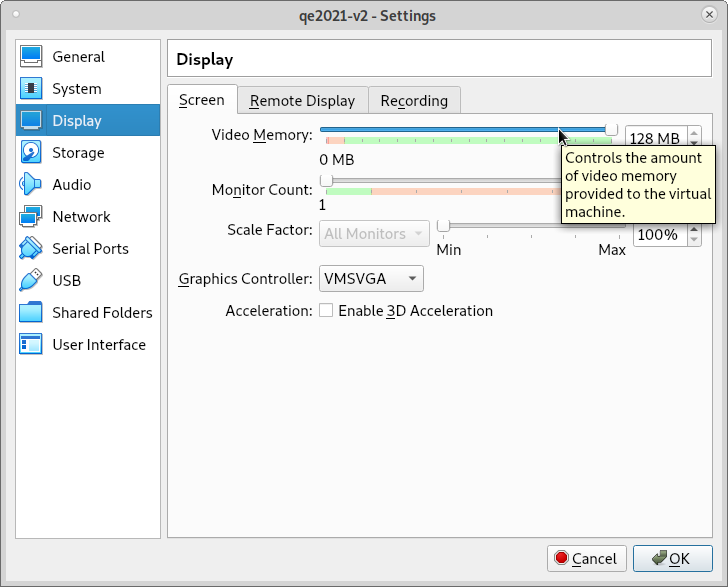 qe2021-v2 - Settings
General
System
Display
Storage
Audio
Network
Serial Ports
USB
Shared Folders
User Interface
Display
Screen
Remote Display
Recording
Video Memory:
128 MB
0 MB
Controls the amount
of video memory
provided to the virtual
machine.
Monitor Count:
1
Scale Factor:
All Monitors
100%
Min
Max
Graphics Controller:
VMSVGA
Acceleration:
Enable 3D Acceleration
Cancel
OK